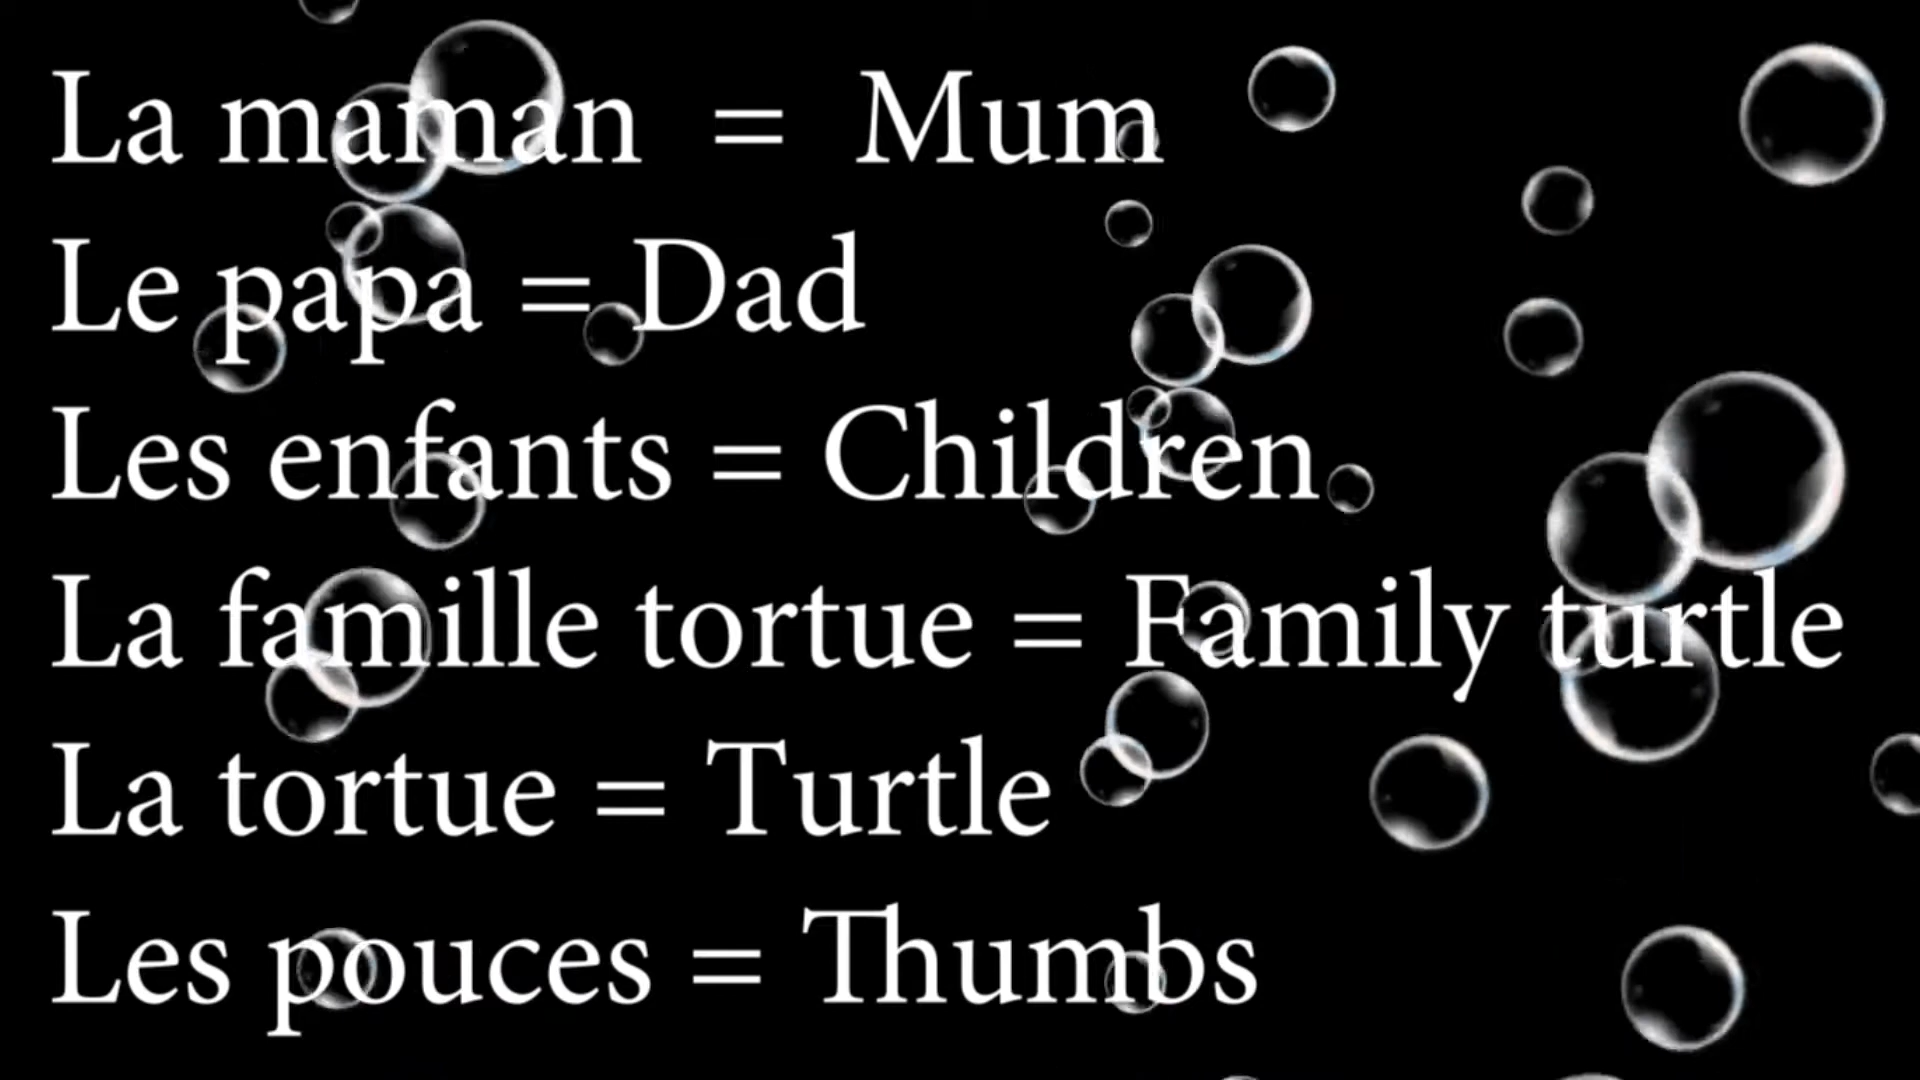 La maman = Mum
Le papa = Dad
Les enfants = Children
La famille tortue = Family turtle
La tortue = Turtle
Les pouces = Thumbs